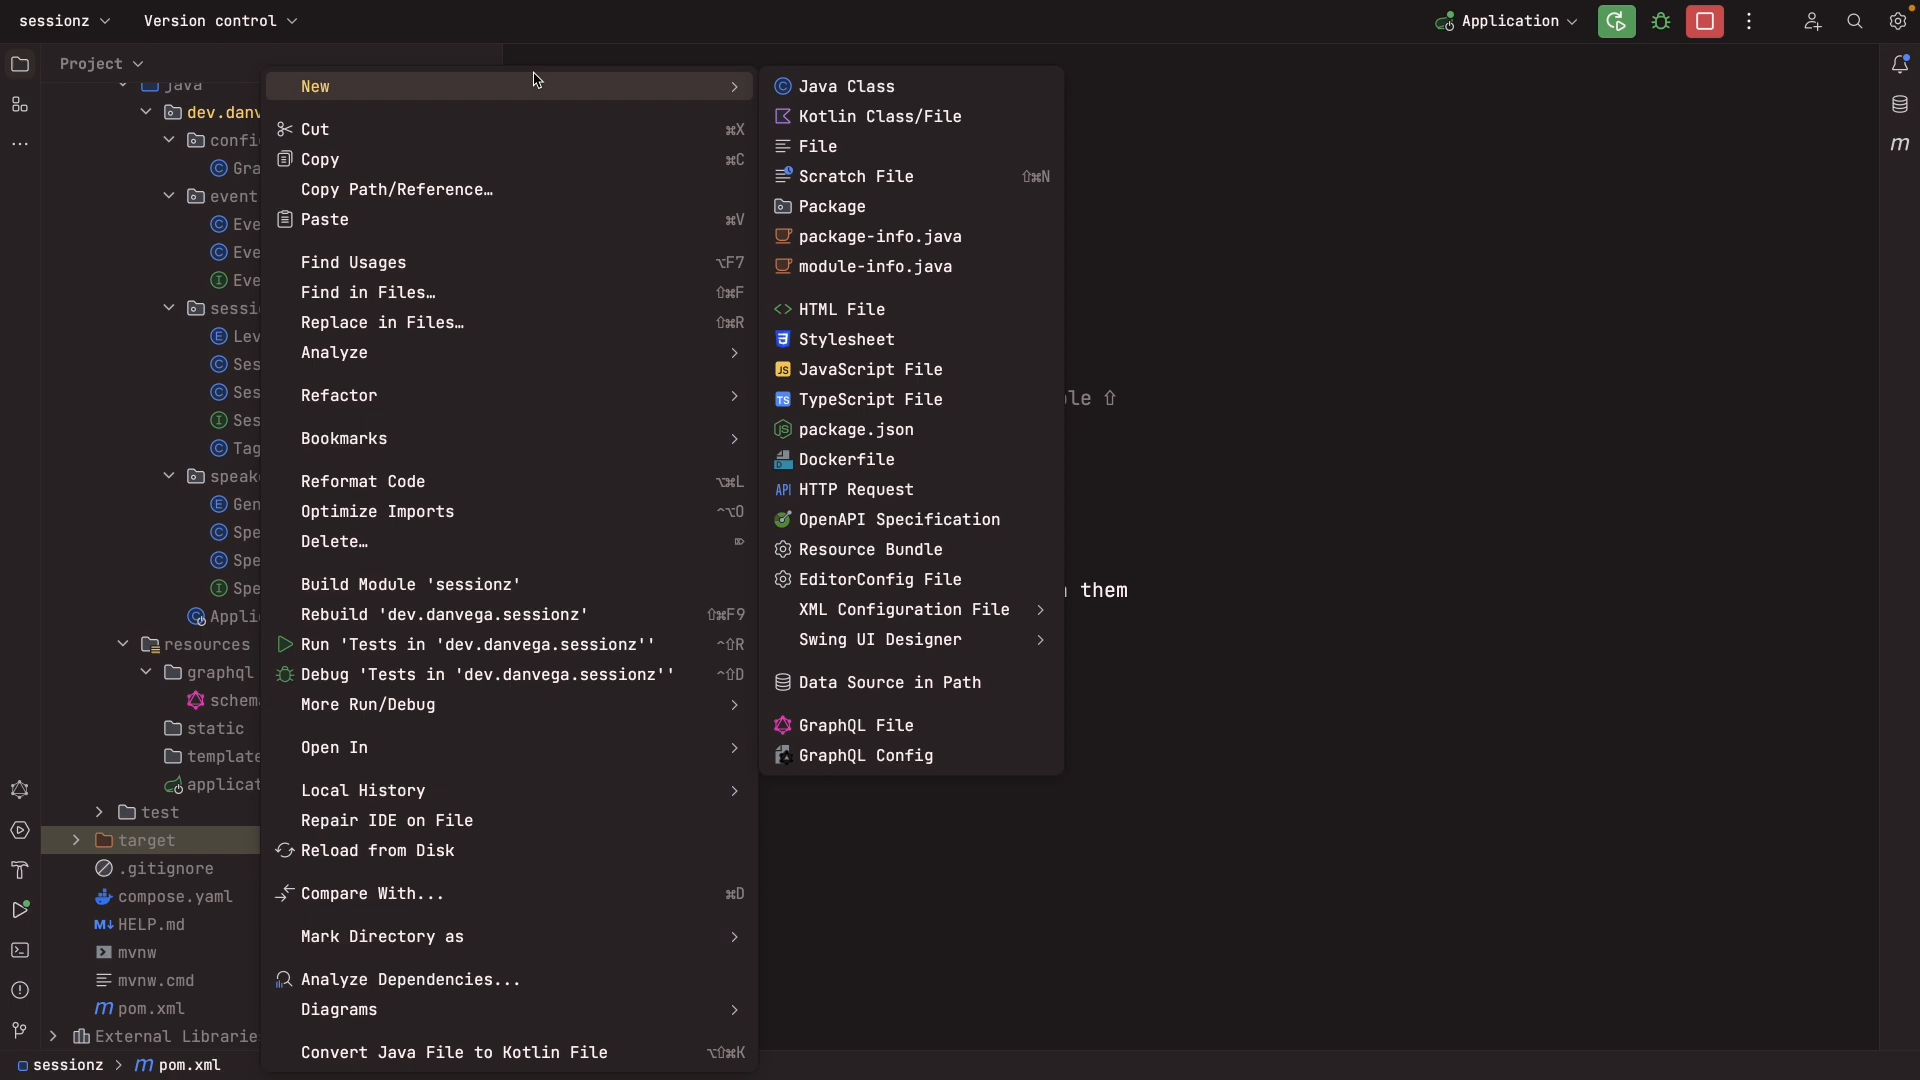 sessionz
Version control
Application
Project
java
dev.danv
confi
Gra
event
Eve
Eve
Eve
sessi
Lev
Ses
Ses
Ses
Tag
speak
Gen
Spe
Spe
Spe
Appli
resources
graphql
schem
static
template
applicat
test
target
.gitignore
compose.yaml
M↓ HELP.md
mvnw
mvnw.cmd
m pom.xml
External Librarie
sessionz > m pom.xml
New
Cut ⌘X
Copy ⌘C
Copy Path/Reference…
Paste ⌘V
Find Usages ⌥F7
Find in Files… ⇧⌘F
Replace in Files… ⇧⌘R
Analyze
Refactor
Bookmarks
Reformat Code ⌥⌘L
Optimize Imports ^⌥O
Delete… ⌦
Build Module 'sessionz'
Rebuild 'dev.danvega.sessionz' ⇧⌘F9
Run 'Tests in 'dev.danvega.sessionz'' ^⇧R
Debug 'Tests in 'dev.danvega.sessionz'' ^⇧D
More Run/Debug
Open In
Local History
Repair IDE on File
Reload from Disk
Compare With... ⌘D
Mark Directory as
Analyze Dependencies...
Diagrams
Convert Java File to Kotlin File ⌥⇧⌘K
Java Class
Kotlin Class/File
File
Scratch File ⇧⌘N
Package
package-info.java
module-info.java
HTML File
Stylesheet
JS JavaScript File
TS TypeScript File
package.json
Dockerfile
API HTTP Request
OpenAPI Specification
Resource Bundle
EditorConfig File
XML Configuration File
Swing UI Designer
Data Source in Path
GraphQL File
GraphQL Config
le ⇧
them
m